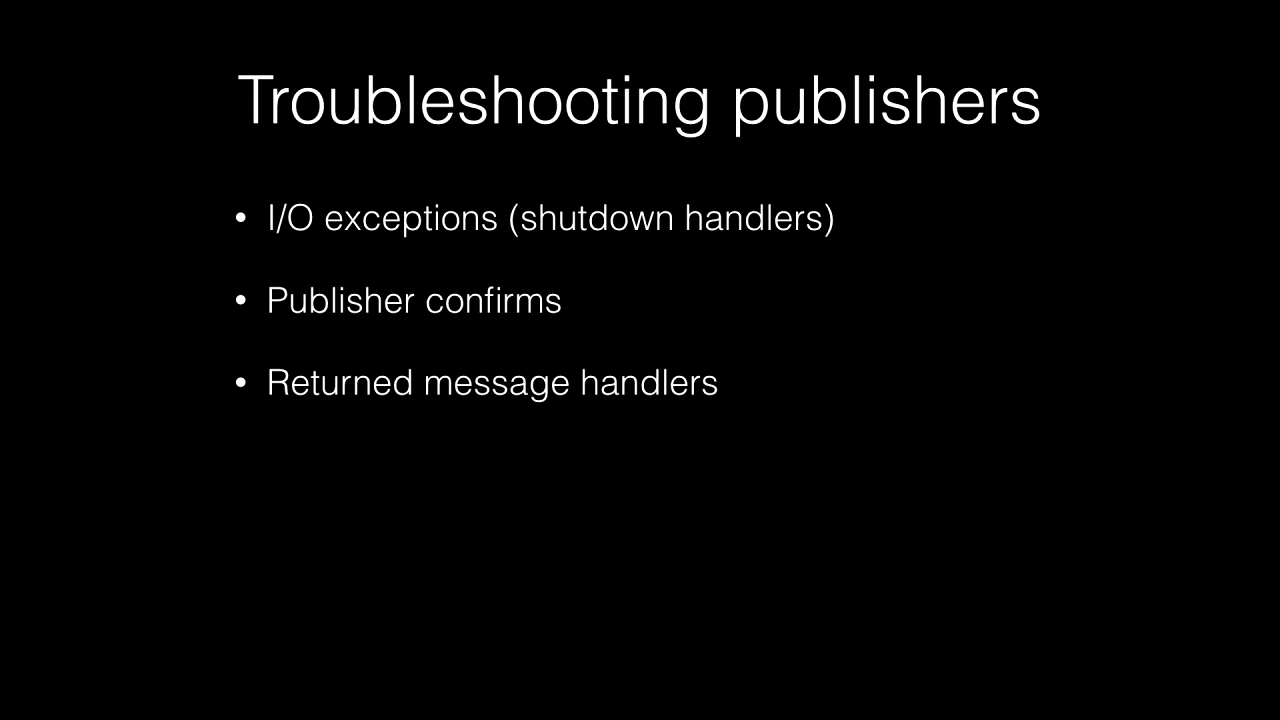 Troubleshooting publishers
• I/O exceptions (shutdown handlers)
• Publisher confirms
• Returned message handlers